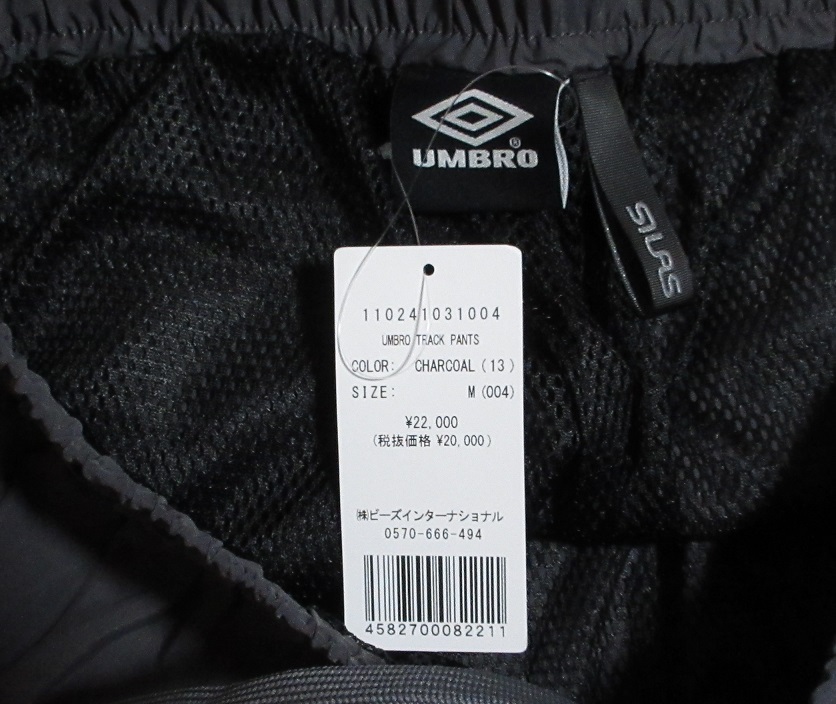 UMBRO®
SILAS
110241031004
UMBRO TRACK PANTS
COLOR: CHARCOAL (13)
SIZE: M (004)
¥22,000
(税抜価格 ¥20,000)
㈱ビーズインターナショナル
0570-666-494
4582700082211